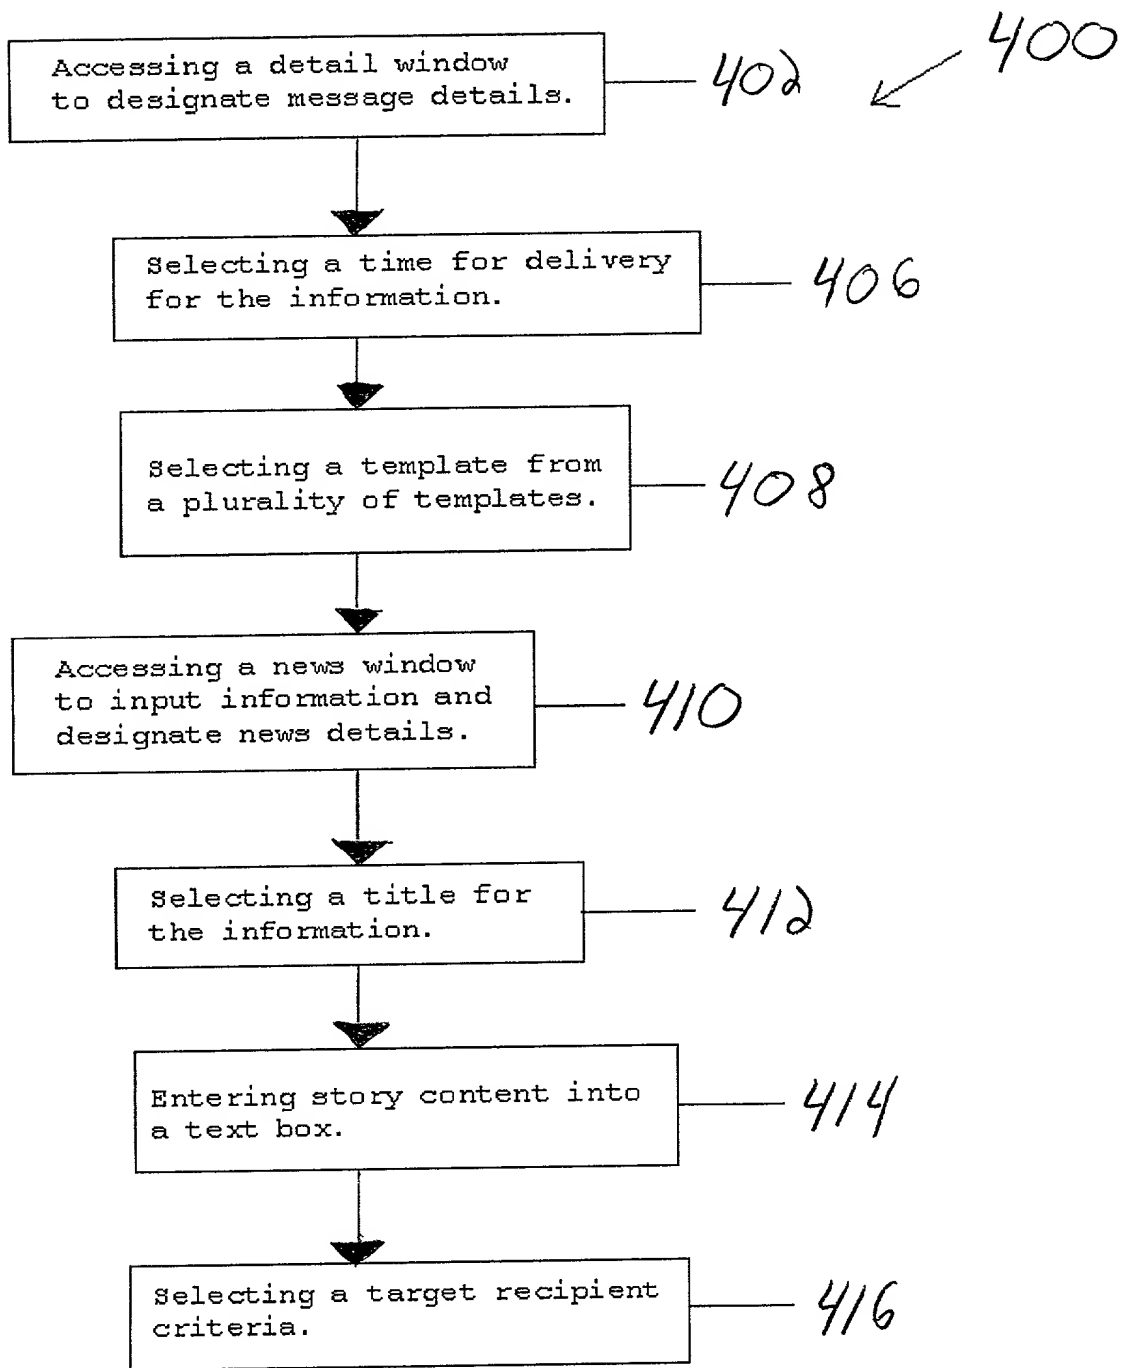 400
Accessing a detail window
to designate message details.
402
Selecting a time for delivery
for the information.
406
Selecting a template from
a plurality of templates.
408
Accessing a news window
to input information and
designate news details.
410
Selecting a title for
the information.
412
Entering story content into
a text box.
414
Selecting a target recipient
criteria.
416